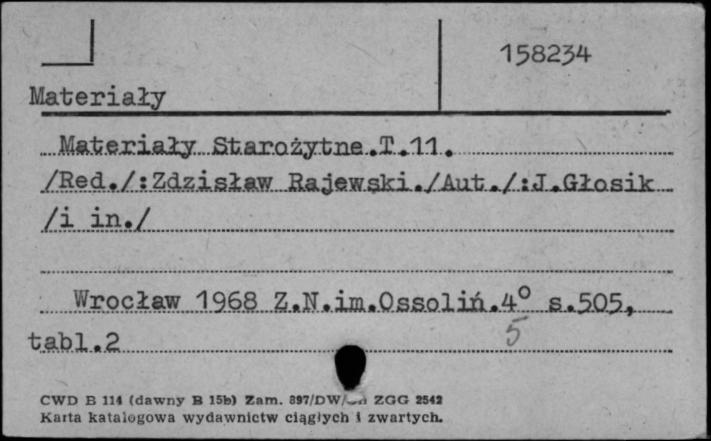 158234
Materiały
Materiały Starożytne.T.11.
/Red./:Zdzisław Rajewski./Aut./:J.Głosik
/i in./
Wrocław 1968 Z.N.im.Ossoliń.4° s.505,
5
tabl.2
CWD B 114 (dawny B 15b) Zam. 897/DW/ ZGG 2542
Karta katalogowa wydawnictw ciągłych i zwartych.